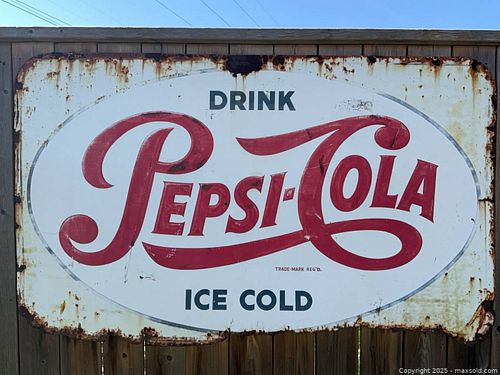 DRINK
PEPSI-COLA
TRADE-MARK REG'D.
ICE COLD
Copyright 2025 - maxsold.com